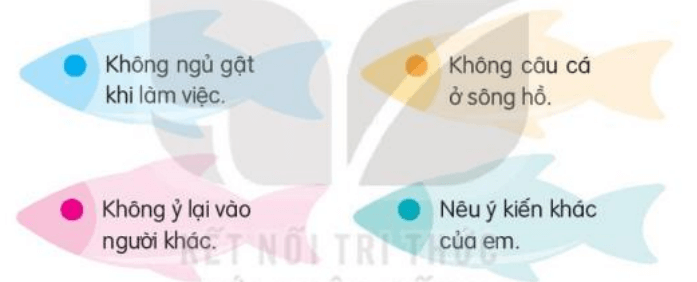 Không ngủ gật
khi làm việc.
Không câu cá
ở sông hồ.
Không ỷ lại vào
người khác.
Nêu ý kiến khác
của em.
KẾT NỐI TRI THỨC